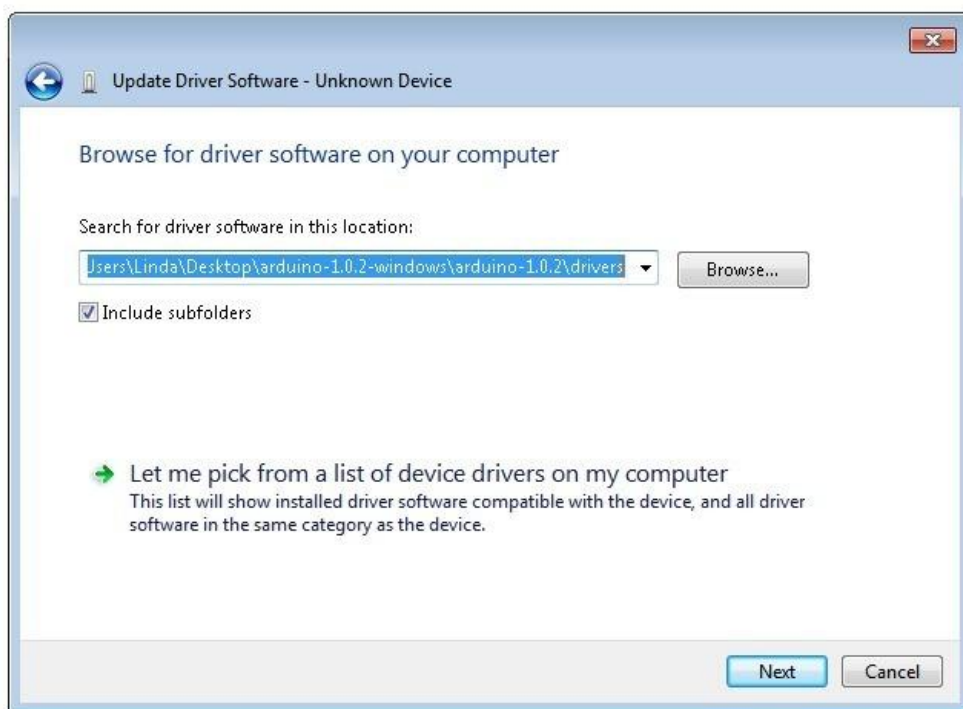 Update Driver Software - Unknown Device
Browse for driver software on your computer
Search for driver software in this location:
Jsers\Linda\Desktop\arduino-1.0.2-windows\arduino-1.0.2\drivers
Browse...
Include subfolders
Let me pick from a list of device drivers on my computer
This list will show installed driver software compatible with the device, and all driver
software in the same category as the device.
Next
Cancel